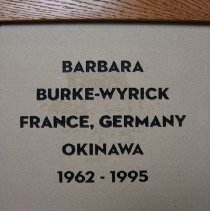 BARBARA
BURKE-WYRICK
FRANCE, GERMANY
OKINAWA
1962 - 1995